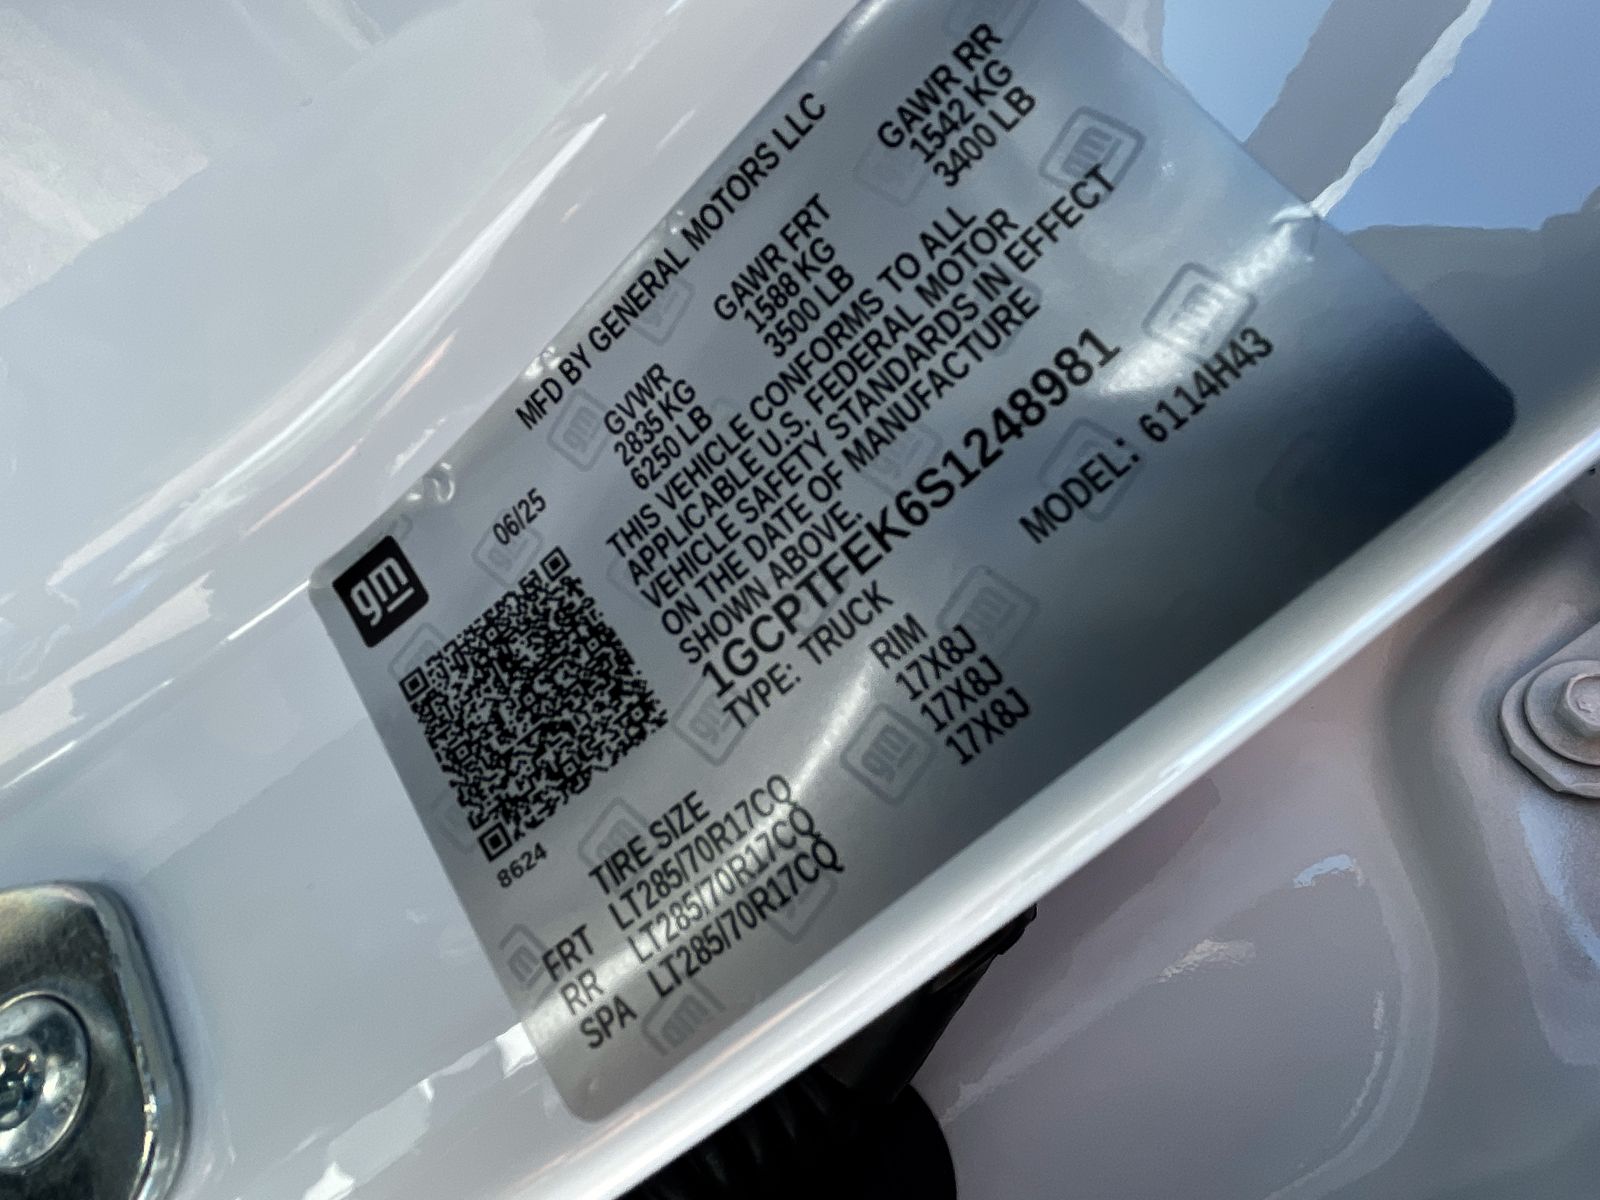 gm
MFD BY GENERAL MOTORS LLC
06/25
GVWR GAWR FRT GAWR RR
2835 KG 1588 KG 1542 KG
6250 LB 3500 LB 3400 LB
THIS VEHICLE CONFORMS TO ALL
APPLICABLE U.S. FEDERAL MOTOR
VEHICLE SAFETY STANDARDS IN EFFECT
ON THE DATE OF MANUFACTURE
SHOWN ABOVE.
1GCPTFEK6S1248981
TYPE: TRUCK MODEL: 6114H43
8624
TIRE SIZE RIM
FRT LT285/70R17CQ 17X8J
RR LT285/70R17CQ 17X8J
SPA LT285/70R17CQ 17X8J